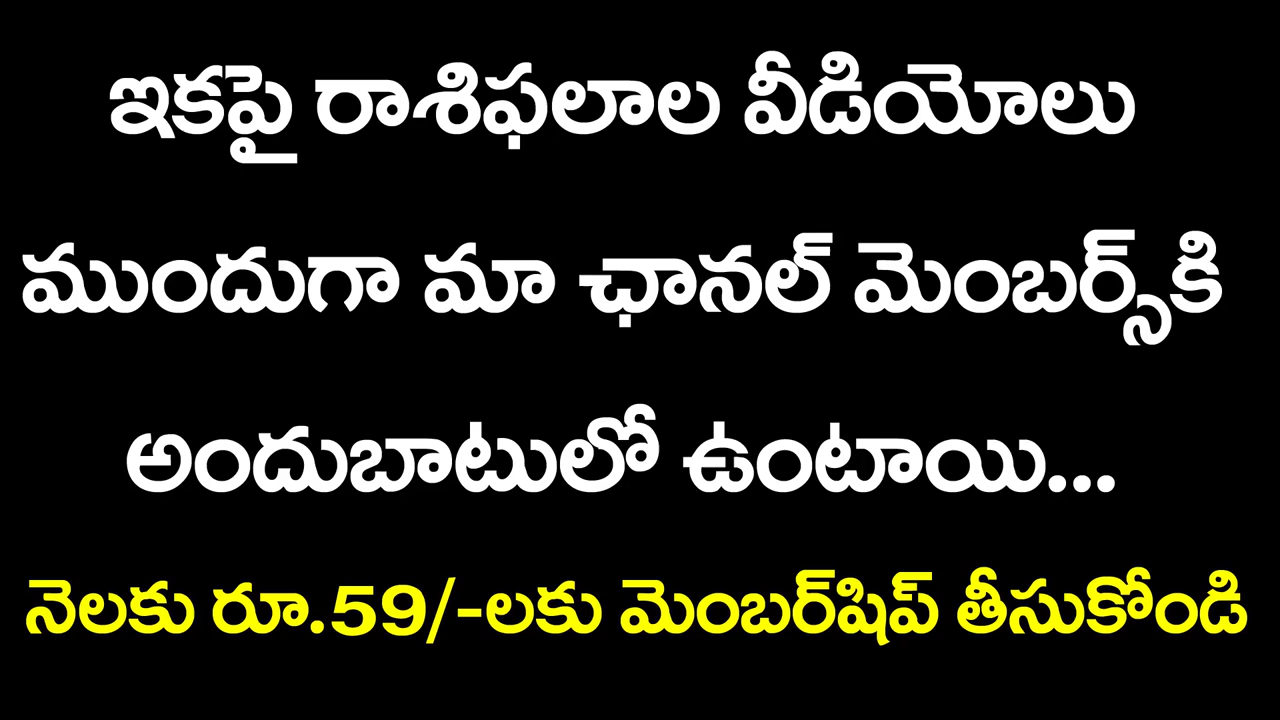 ఇకపై రాశిఫలాల వీడియోలు
ముందుగా మా ఛానల్ మెంబర్స్‌కి
అందుబాటులో ఉంటాయి...
నెలకు రూ.59/-లకు మెంబర్‌షిప్ తీసుకోండి